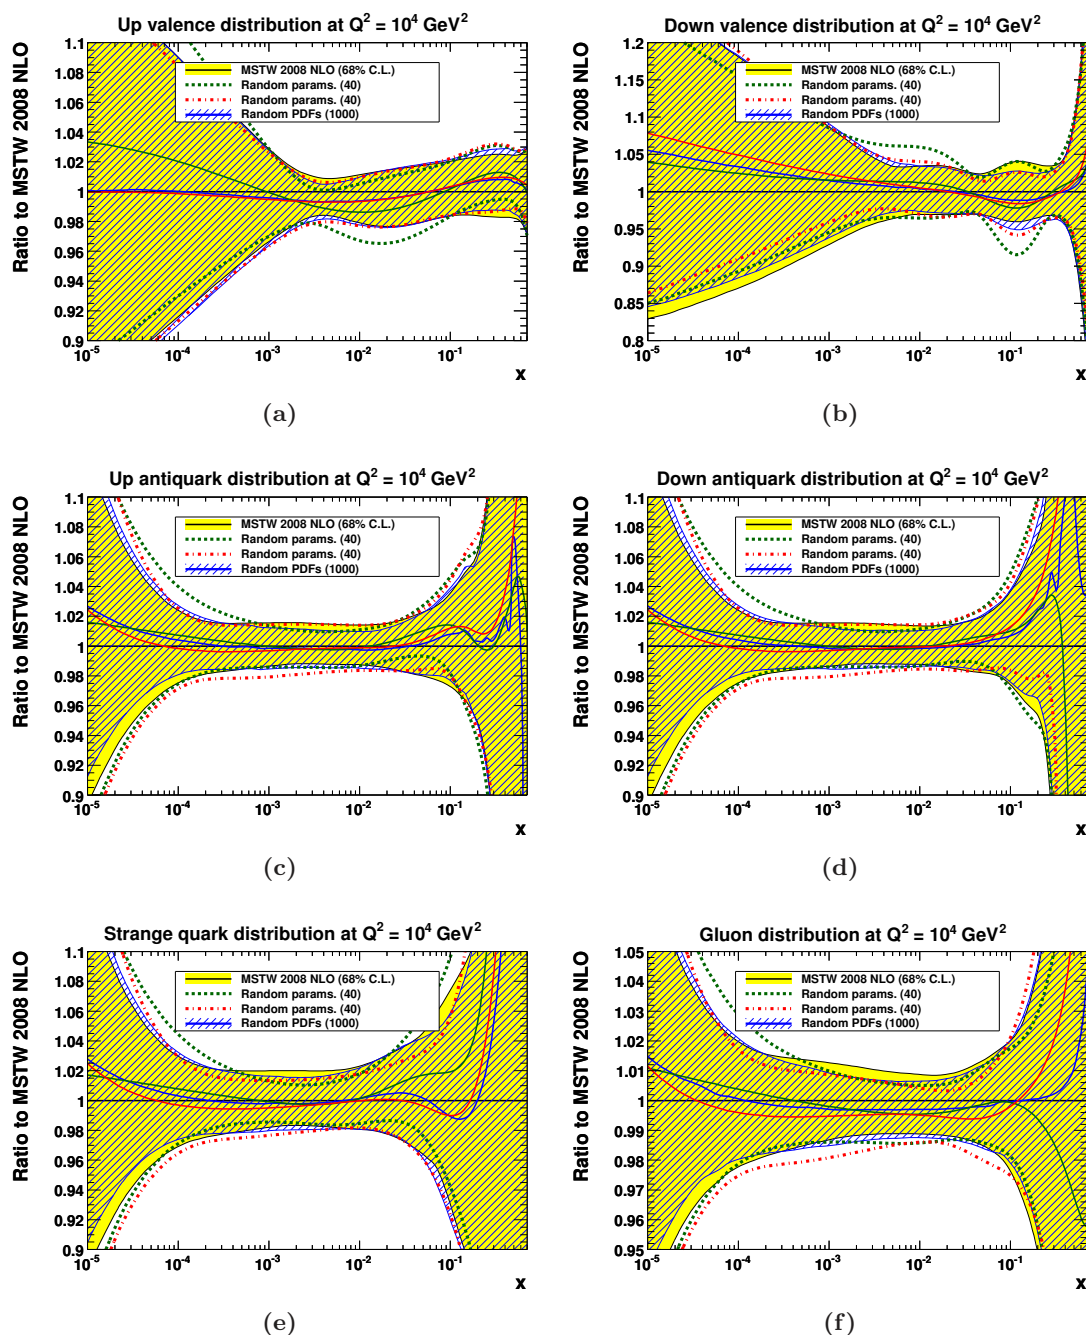 Up valence distribution at Q² = 10⁴ GeV²
Ratio to MSTW 2008 NLO
1.1
1.08
1.06
1.04
1.02
1
0.98
0.96
0.94
0.92
0.9
MSTW 2008 NLO (68% C.L.)
Random params. (40)
Random params. (40)
Random PDFs (1000)
10⁻⁵ 10⁻⁴ 10⁻³ 10⁻² 10⁻¹
x
(a)
Down valence distribution at Q² = 10⁴ GeV²
Ratio to MSTW 2008 NLO
1.2
1.15
1.1
1.05
1
0.95
0.9
0.85
0.8
MSTW 2008 NLO (68% C.L.)
Random params. (40)
Random params. (40)
Random PDFs (1000)
10⁻⁵ 10⁻⁴ 10⁻³ 10⁻² 10⁻¹
x
(b)
Up antiquark distribution at Q² = 10⁴ GeV²
Ratio to MSTW 2008 NLO
1.1
1.08
1.06
1.04
1.02
1
0.98
0.96
0.94
0.92
0.9
MSTW 2008 NLO (68% C.L.)
Random params. (40)
Random params. (40)
Random PDFs (1000)
10⁻⁵ 10⁻⁴ 10⁻³ 10⁻² 10⁻¹
x
(c)
Down antiquark distribution at Q² = 10⁴ GeV²
Ratio to MSTW 2008 NLO
1.1
1.08
1.06
1.04
1.02
1
0.98
0.96
0.94
0.92
0.9
MSTW 2008 NLO (68% C.L.)
Random params. (40)
Random params. (40)
Random PDFs (1000)
10⁻⁵ 10⁻⁴ 10⁻³ 10⁻² 10⁻¹
x
(d)
Strange quark distribution at Q² = 10⁴ GeV²
Ratio to MSTW 2008 NLO
1.1
1.08
1.06
1.04
1.02
1
0.98
0.96
0.94
0.92
0.9
MSTW 2008 NLO (68% C.L.)
Random params. (40)
Random params. (40)
Random PDFs (1000)
10⁻⁵ 10⁻⁴ 10⁻³ 10⁻² 10⁻¹
x
(e)
Gluon distribution at Q² = 10⁴ GeV²
Ratio to MSTW 2008 NLO
1.05
1.04
1.03
1.02
1.01
1
0.99
0.98
0.97
0.96
0.95
MSTW 2008 NLO (68% C.L.)
Random params. (40)
Random params. (40)
Random PDFs (1000)
10⁻⁵ 10⁻⁴ 10⁻³ 10⁻² 10⁻¹
x
(f)